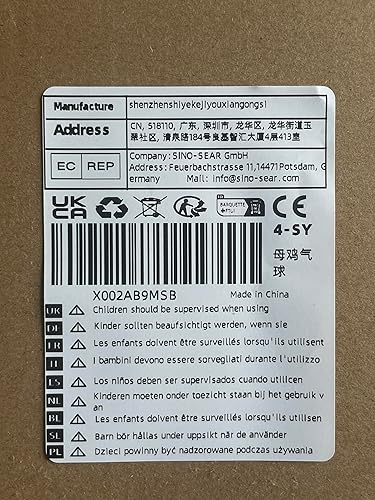 Manufacture shenzhenshiyekejiyouxiangongsi
Address CN, 518110, 广东, 深圳市, 龙华区, 龙华街道玉
翠社区, 清泉路184号良基智汇大厦4层413室
EC REP
Company: SINO-SEAR GmbH
Address: Feuerbachstrasse 11,14471Potsdam, G
ermany Mail: info@sino-sear.com
UK
CA
BARQUETTE
CE
4-SY
母鸡气
球
X002AB9MSB Made in China
UK Children should be supervised when using
DE Kinder sollten beaufsichtigt werden, wenn sie
FR Les enfants doivent être surveillés lorsqu'ils utilisent
IT I bambini devono essere sorvegliati durante l'utilizzo
ES Los niños deben ser supervisados cuando utilicen
NL Kinderen moeten onder toezicht staan bij het gebruik v
an
BL Les enfants doivent être surveillés lorsqu'ils utilisent
SL Barn bör hållas under uppsikt när de använder
PL Dzieci powinny być nadzorowane podczas używania